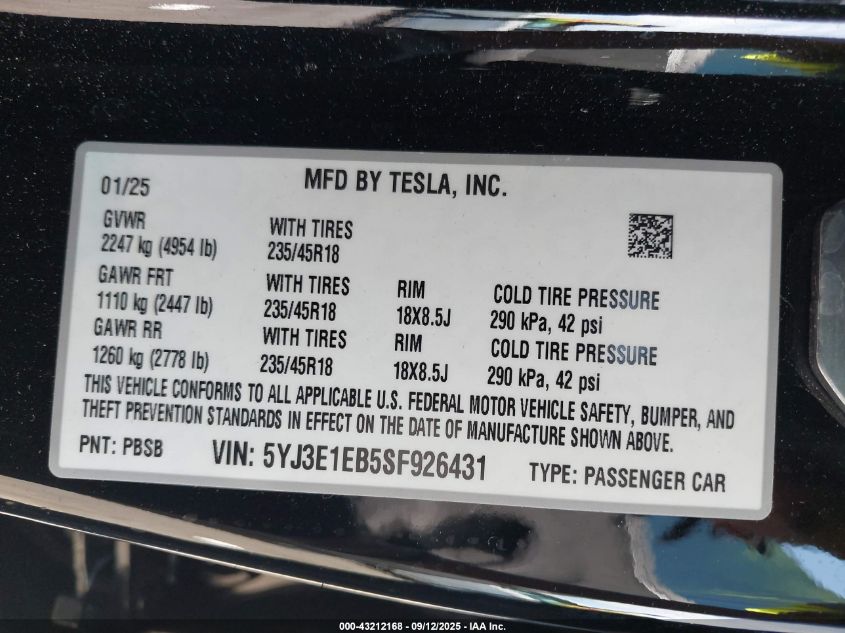 01/25 MFD BY TESLA, INC.
GVWR WITH TIRES
2247 kg (4954 lb) 235/45R18
GAWR FRT WITH TIRES RIM COLD TIRE PRESSURE
1110 kg (2447 lb) 235/45R18 18X8.5J 290 kPa, 42 psi
GAWR RR WITH TIRES RIM COLD TIRE PRESSURE
1260 kg (2778 lb) 235/45R18 18X8.5J 290 kPa, 42 psi
THIS VEHICLE CONFORMS TO ALL APPLICABLE U.S. FEDERAL MOTOR VEHICLE SAFETY, BUMPER, AND
THEFT PREVENTION STANDARDS IN EFFECT ON THE DATE OF MANUFACTURE SHOWN ABOVE.
PNT: PBSB VIN: 5YJ3E1EB5SF926431 TYPE: PASSENGER CAR
000-43212168 - 09/12/2025 - IAA Inc.